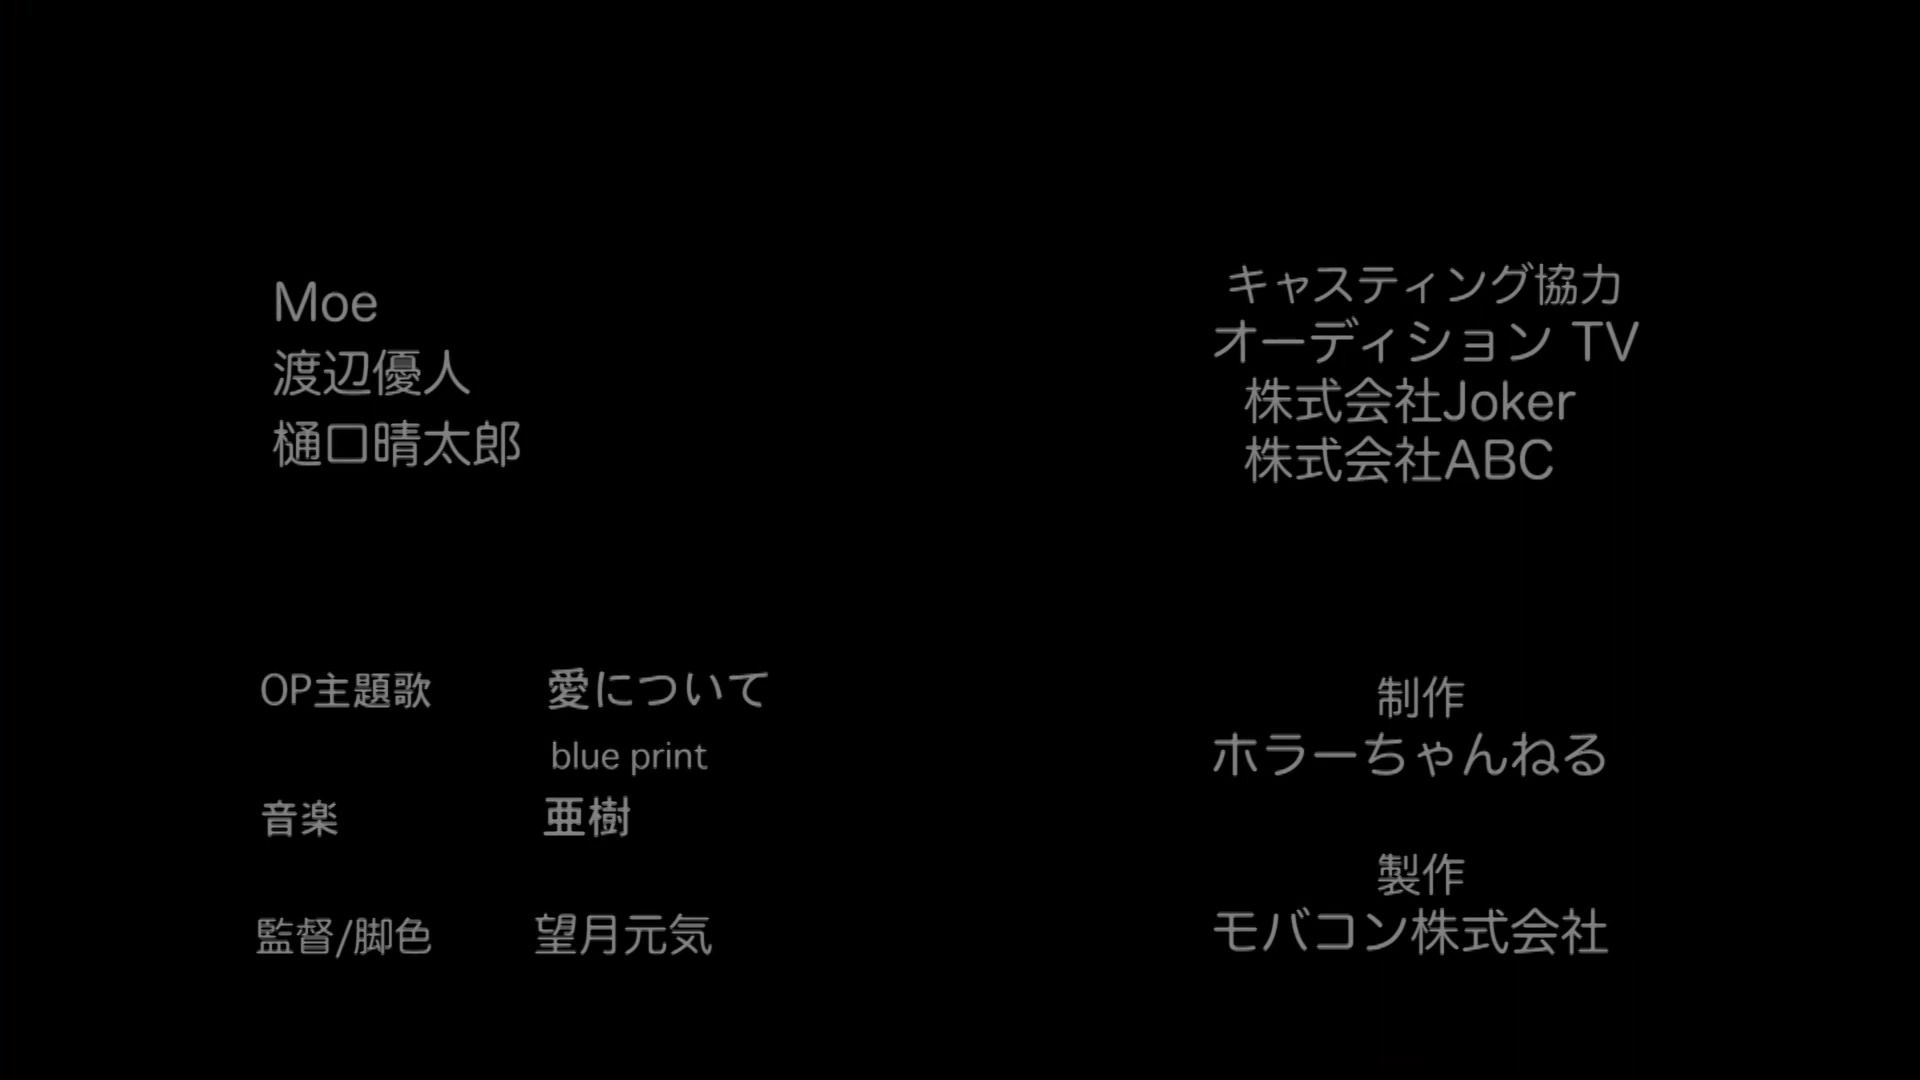 Moe
渡辺優人
樋口晴太郎
キャスティング協力
オーディション TV
株式会社Joker
株式会社ABC
OP主題歌 愛について
blue print
音楽 亜樹
監督/脚色 望月元気
制作
ホラーちゃんねる
製作
モバコン株式会社